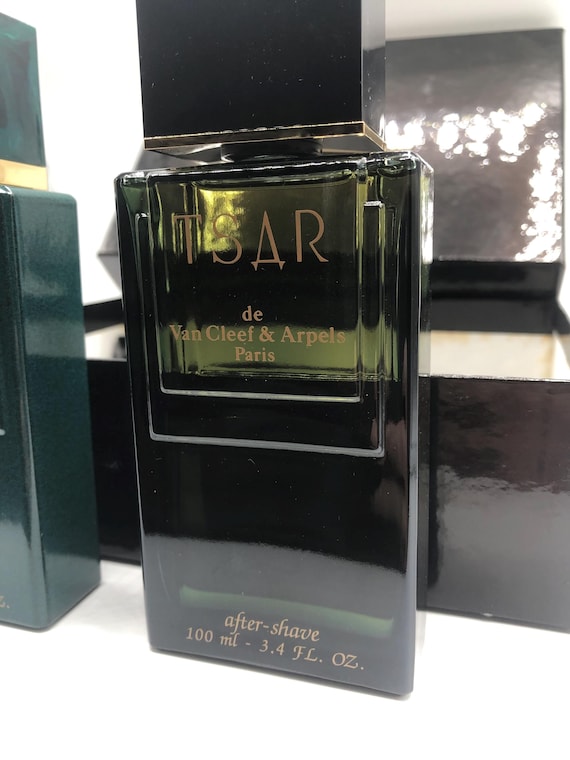 TSAR
de
Van Cleef & Arpels
Paris
after-shave
100 ml - 3.4 FL. OZ.